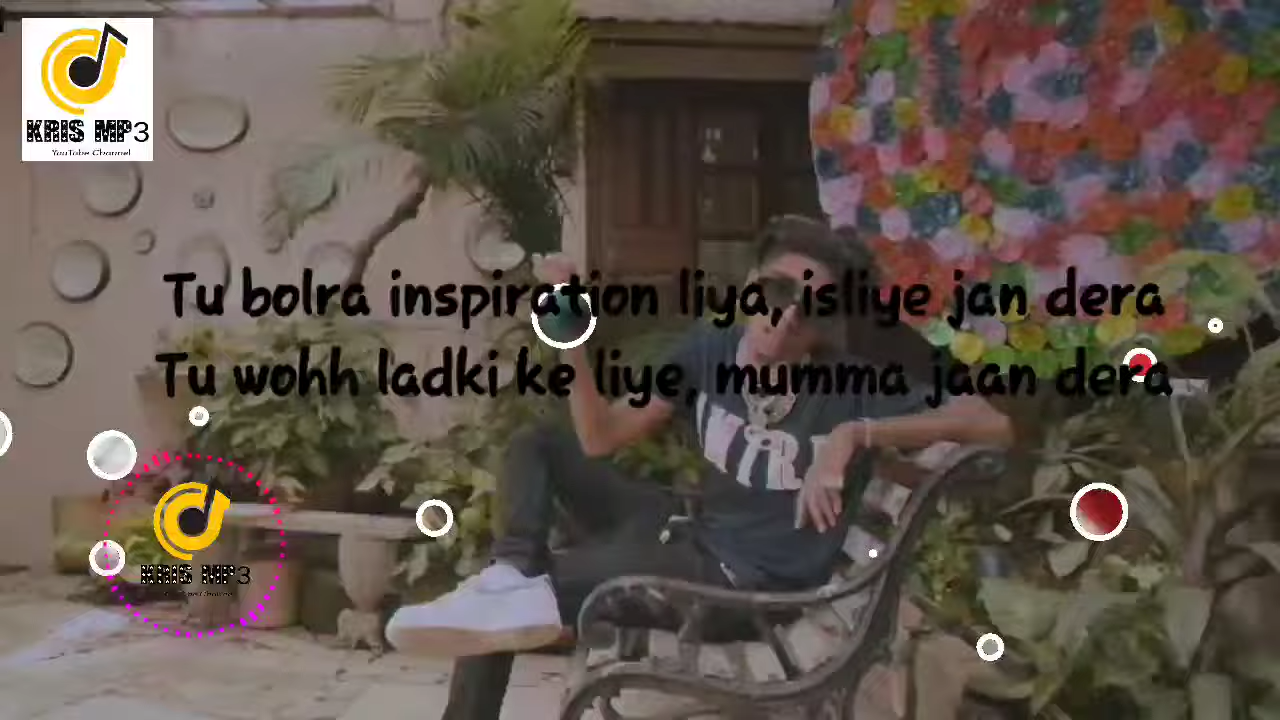 KRIS MP3
YouTube Channel
Tu bolra inspiration liya, isliye jan dera
Tu wohh ladki ke liye, mumma jaan dera
KRIS MP3